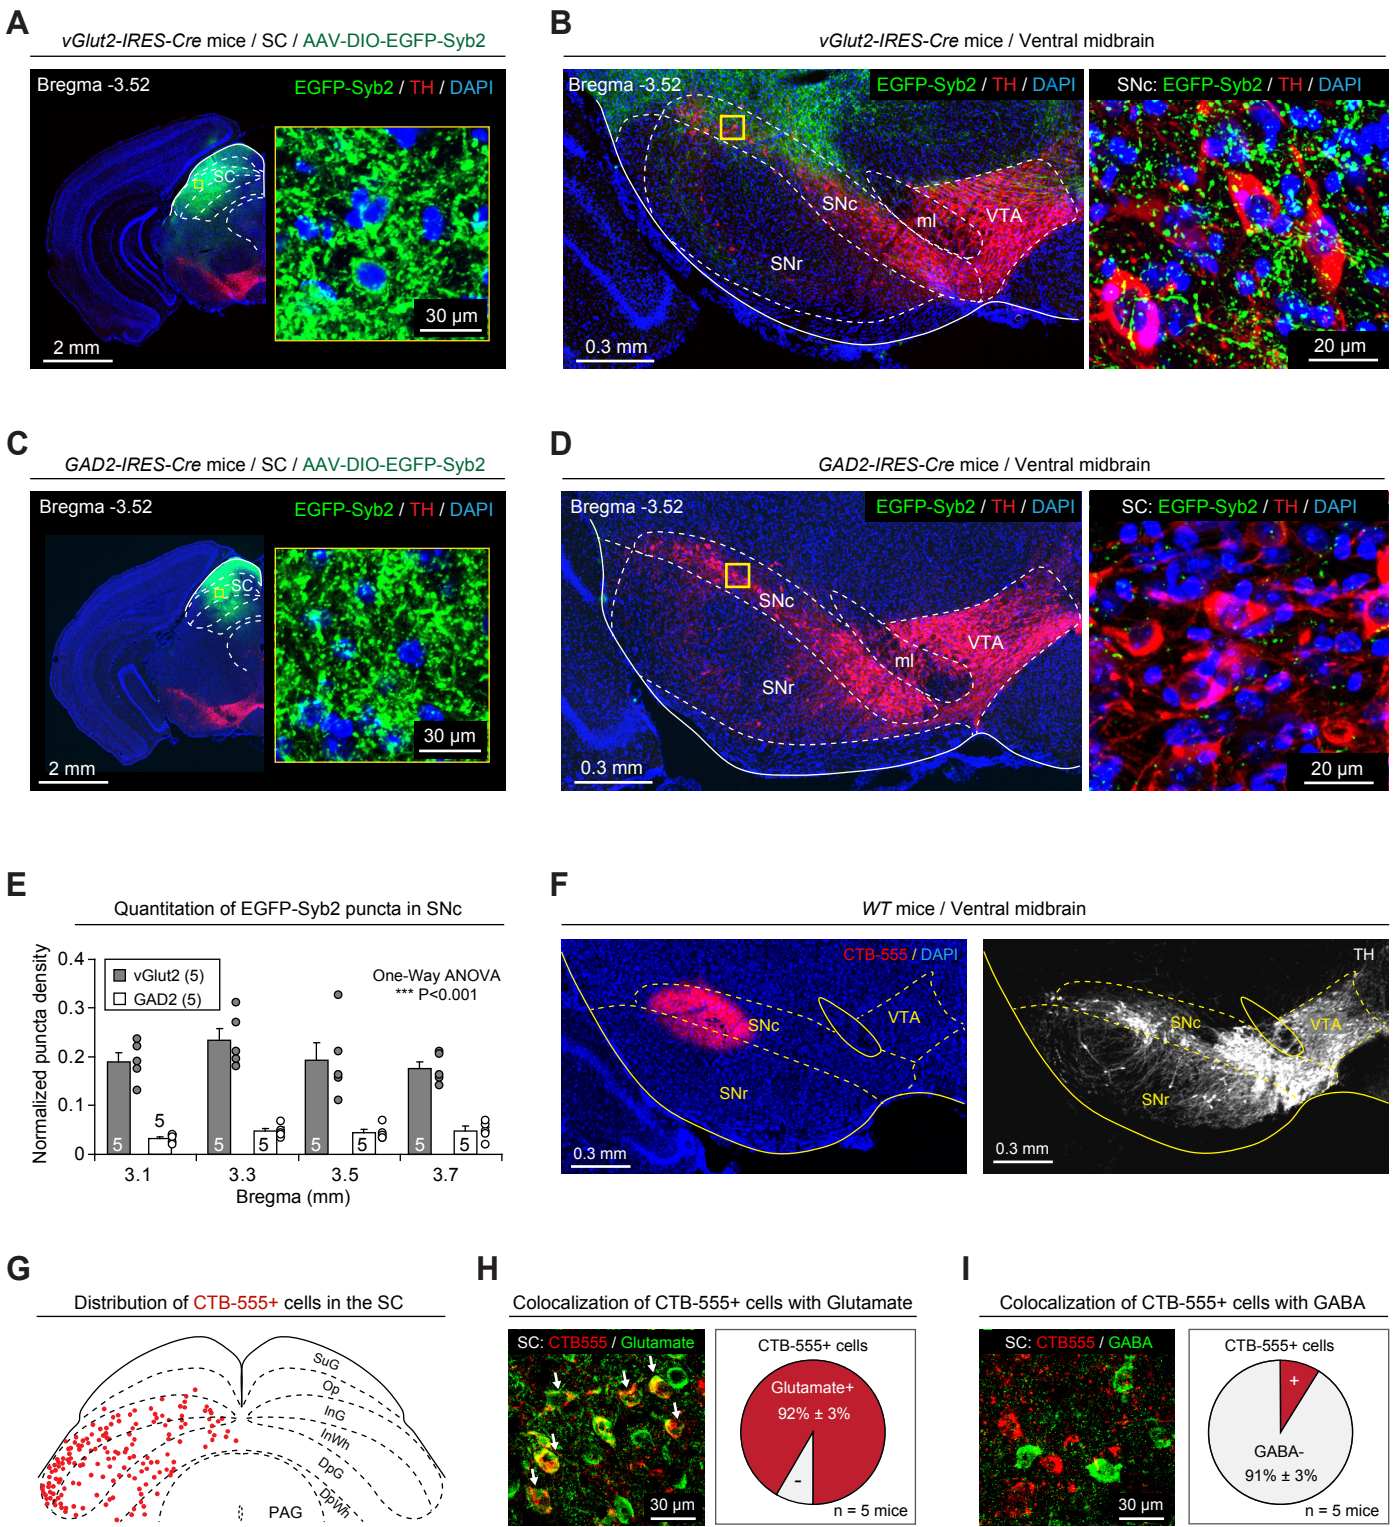 A
vGlut2-IRES-Cre mice / SC / AAV-DIO-EGFP-Syb2
Bregma -3.52
EGFP-Syb2 / TH / DAPI
SC
30 µm
2 mm
B
vGlut2-IRES-Cre mice / Ventral midbrain
Bregma -3.52
EGFP-Syb2 / TH / DAPI
SNc: EGFP-Syb2 / TH / DAPI
SNc
ml
VTA
SNr
0.3 mm
20 µm
C
GAD2-IRES-Cre mice / SC / AAV-DIO-EGFP-Syb2
Bregma -3.52
EGFP-Syb2 / TH / DAPI
SC
30 µm
2 mm
D
GAD2-IRES-Cre mice / Ventral midbrain
Bregma -3.52
EGFP-Syb2 / TH / DAPI
SC: EGFP-Syb2 / TH / DAPI
SNc
VTA
ml
SNr
0.3 mm
20 µm
E
Quantitation of EGFP-Syb2 puncta in SNc
Normalized puncta density
0.4
0.3
0.2
0.1
0
vGlut2 (5)
GAD2 (5)
One-Way ANOVA
*** P<0.001
5
5
5
5
5
5
5
5
3.1
3.3
3.5
3.7
Bregma (mm)
F
WT mice / Ventral midbrain
CTB-555 / DAPI
SNc
VTA
SNr
0.3 mm
TH
SNc
VTA
SNr
0.3 mm
G
Distribution of CTB-555+ cells in the SC
SuG
Op
InG
InWh
DpG
DpWh
PAG
H
Colocalization of CTB-555+ cells with Glutamate
SC: CTB555 / Glutamate
30 µm
CTB-555+ cells
Glutamate+
92% ± 3%
-
n = 5 mice
I
Colocalization of CTB-555+ cells with GABA
SC: CTB555 / GABA
30 µm
CTB-555+ cells
+
GABA-
91% ± 3%
n = 5 mice